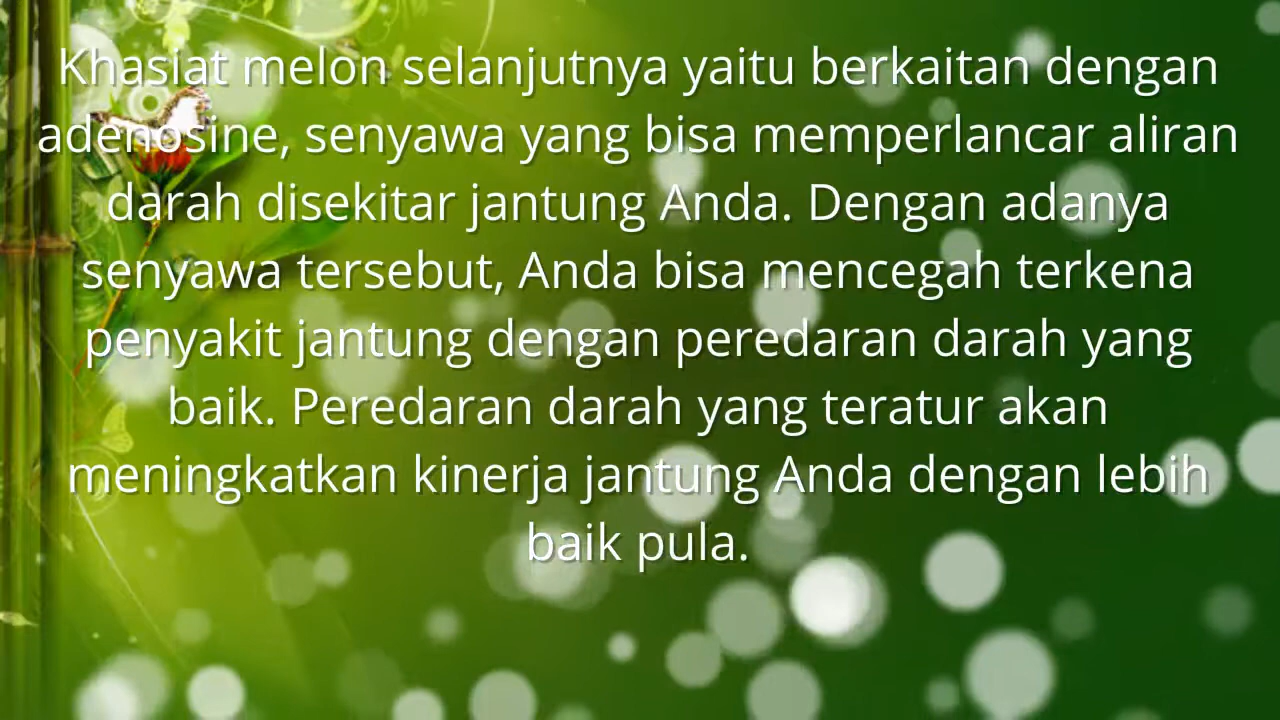 Khasiat melon selanjutnya yaitu berkaitan dengan
adenosine, senyawa yang bisa memperlancar aliran
darah disekitar jantung Anda. Dengan adanya
senyawa tersebut, Anda bisa mencegah terkena
penyakit jantung dengan peredaran darah yang
baik. Peredaran darah yang teratur akan
meningkatkan kinerja jantung Anda dengan lebih
baik pula.